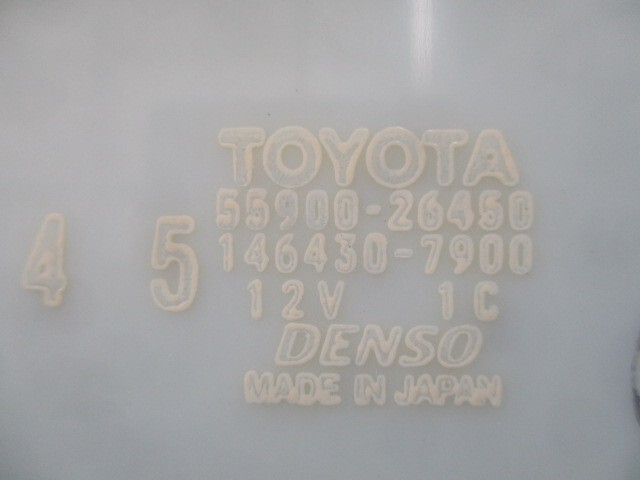 TOYOTA
55900-26450
4 5 146430-7900
12V 1C
DENSO
MADE IN JAPAN